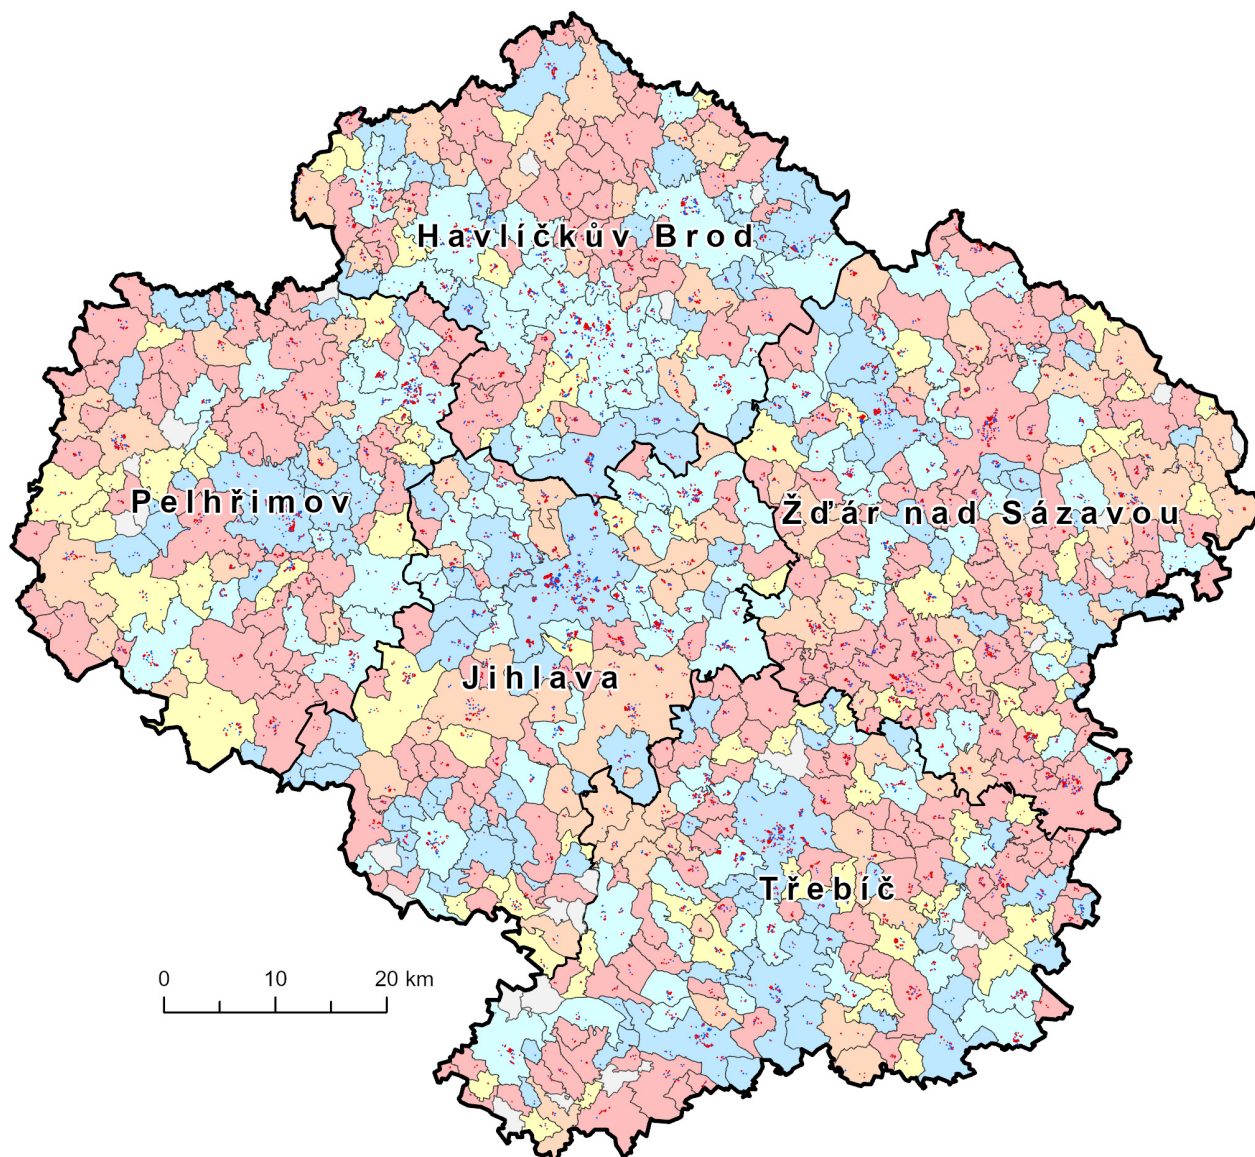 Havlíčkův Brod
Pelhřimov
Žďár nad Sázavou
Jihlava
Třebíč
0 10 20 km